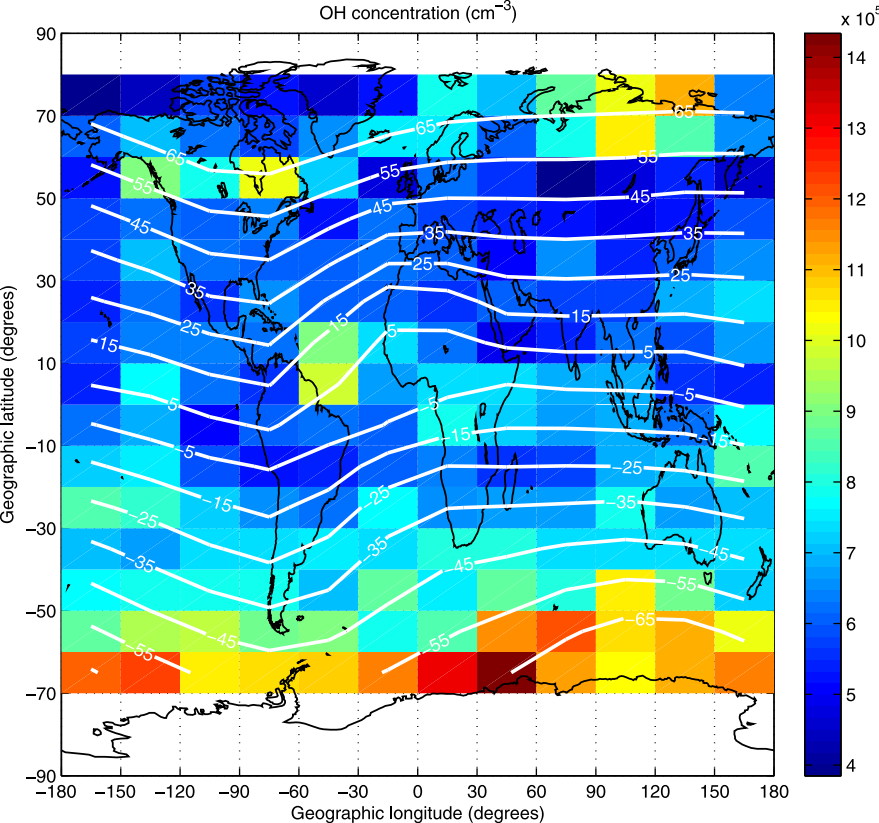 OH concentration (cm−3)
x 105
90
70
50
30
10
−10
−30
−50
−70
−90
Geographic latitude (degrees)
−180 −150 −120 −90 −60 −30 0 30 60 90 120 150 180
Geographic longitude (degrees)
14
13
12
11
10
9
8
7
6
5
4
65 65 65
55 55 55
45 45 45
35 35 35
25 25 25
15 15 15
5 5 5
−5 −5 −5
−15 −15 −15
−25 −25 −25
−35 −35 −35
−45 −45 −45
−55 −55 −55
−65